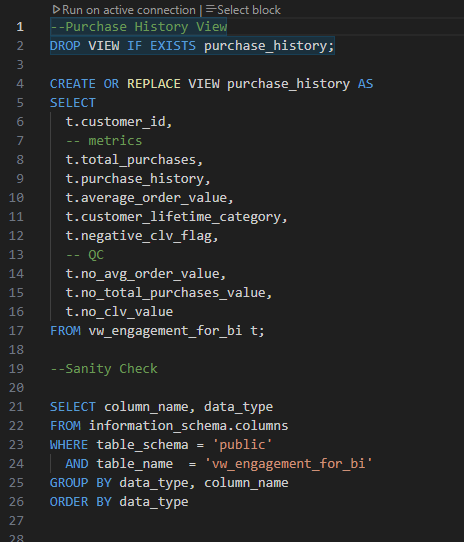 ▷Run on active connection | ≡Select block
1 --Purchase History View
2 DROP VIEW IF EXISTS purchase_history;
3
4 CREATE OR REPLACE VIEW purchase_history AS
5 SELECT
6   t.customer_id,
7   -- metrics
8   t.total_purchases,
9   t.purchase_history,
10   t.average_order_value,
11   t.customer_lifetime_category,
12   t.negative_clv_flag,
13   -- QC
14   t.no_avg_order_value,
15   t.no_total_purchases_value,
16   t.no_clv_value
17 FROM vw_engagement_for_bi t;
18
19 --Sanity Check
20
21 SELECT column_name, data_type
22 FROM information_schema.columns
23 WHERE table_schema = 'public'
24   AND table_name  = 'vw_engagement_for_bi'
25 GROUP BY data_type, column_name
26 ORDER BY data_type
27
28